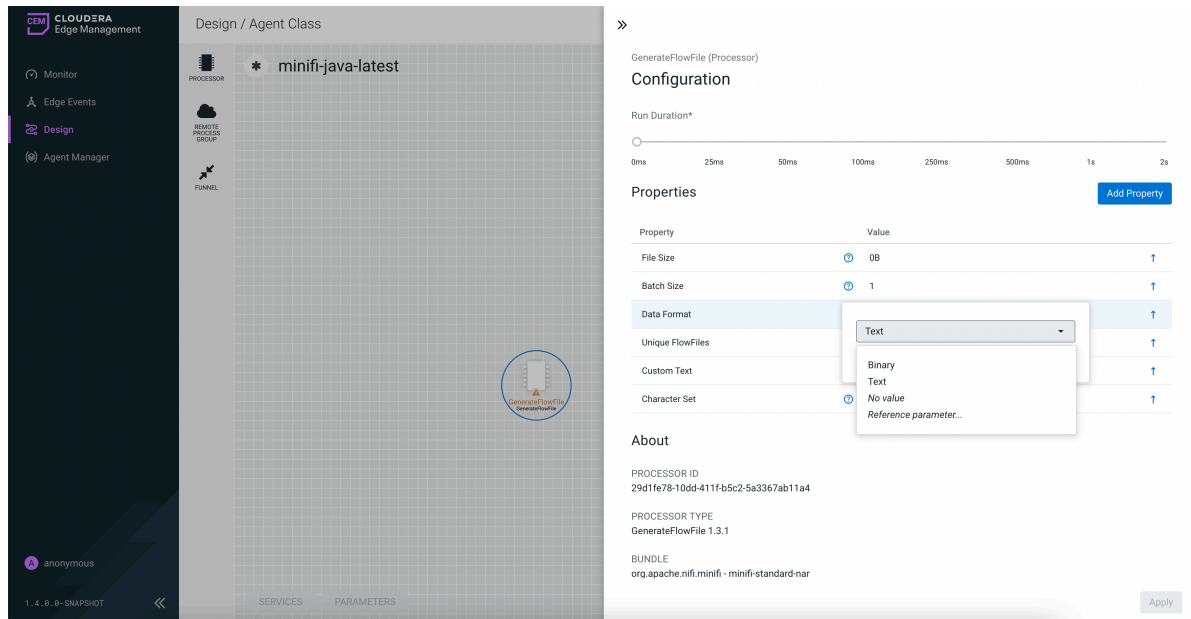 CEM CLOUDERA
Edge Management
Monitor
Edge Events
Design
Agent Manager
A anonymous
1.4.0.0-SNAPSHOT
Design / Agent Class
PROCESSOR
REMOTE
PROCESS
GROUP
FUNNEL
minifi-java-latest
GenerateFlowFile
GenerateFlowFile
SERVICES PARAMETERS
GenerateFlowFile (Processor)
Configuration
Run Duration*
0ms 25ms 50ms 100ms 250ms 500ms 1s 2s
Properties
Add Property
Property Value
File Size 0B
Batch Size 1
Data Format
Text
Unique FlowFiles
Custom Text
Character Set
Binary
Text
No value
Reference parameter...
About
PROCESSOR ID
29d1fe78-10dd-411f-b5c2-5a3367ab11a4
PROCESSOR TYPE
GenerateFlowFile 1.3.1
BUNDLE
org.apache.nifi.minifi - minifi-standard-nar
Apply